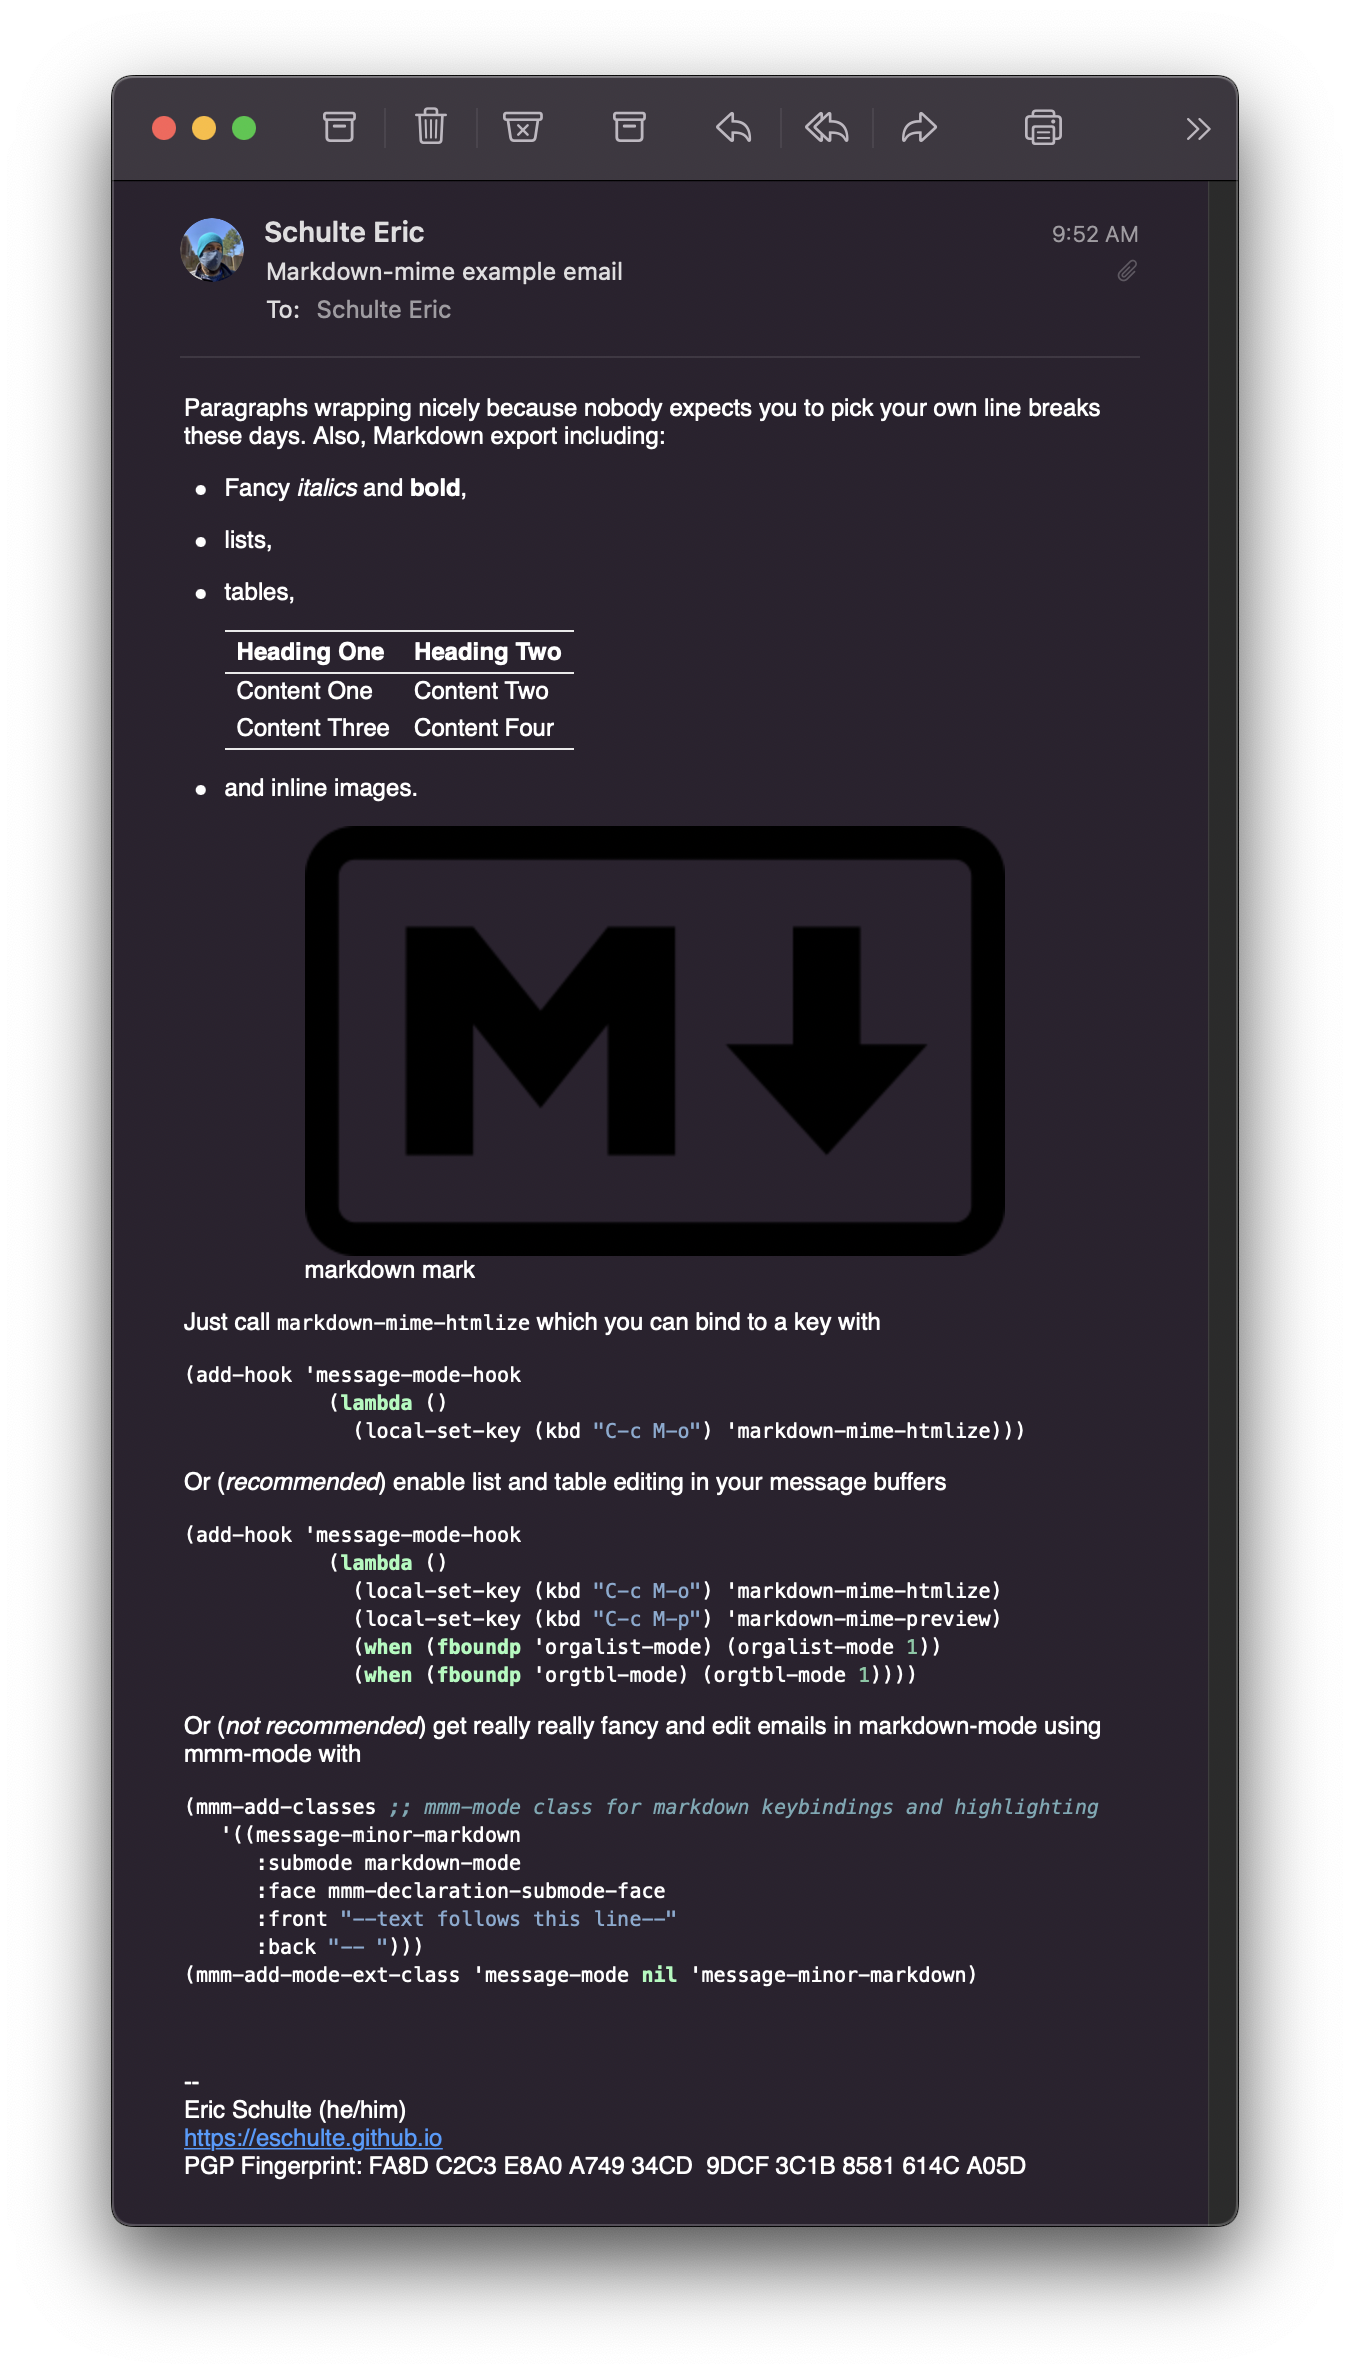 Schulte Eric
9:52 AM
Markdown-mime example email
To: Schulte Eric
Paragraphs wrapping nicely because nobody expects you to pick your own line breaks
these days. Also, Markdown export including:
• Fancy italics and bold,
• lists,
• tables,
Heading One Heading Two
Content One Content Two
Content Three Content Four
• and inline images.
M
markdown mark
Just call markdown-mime-htmlize which you can bind to a key with
(add-hook 'message-mode-hook
            (lambda ()
              (local-set-key (kbd "C-c M-o") 'markdown-mime-htmlize)))
Or (recommended) enable list and table editing in your message buffers
(add-hook 'message-mode-hook
            (lambda ()
              (local-set-key (kbd "C-c M-o") 'markdown-mime-htmlize)
              (local-set-key (kbd "C-c M-p") 'markdown-mime-preview)
              (when (fboundp 'orgalist-mode) (orgalist-mode 1))
              (when (fboundp 'orgtbl-mode) (orgtbl-mode 1))))
Or (not recommended) get really really fancy and edit emails in markdown-mode using
mmm-mode with
(mmm-add-classes ;; mmm-mode class for markdown keybindings and highlighting
   '((message-minor-markdown
      :submode markdown-mode
      :face mmm-declaration-submode-face
      :front "--text follows this line--"
      :back "-- ")))
(mmm-add-mode-ext-class 'message-mode nil 'message-minor-markdown)
--
Eric Schulte (he/him)
https://eschulte.github.io
PGP Fingerprint: FA8D C2C3 E8A0 A749 34CD  9DCF 3C1B 8581 614C A05D